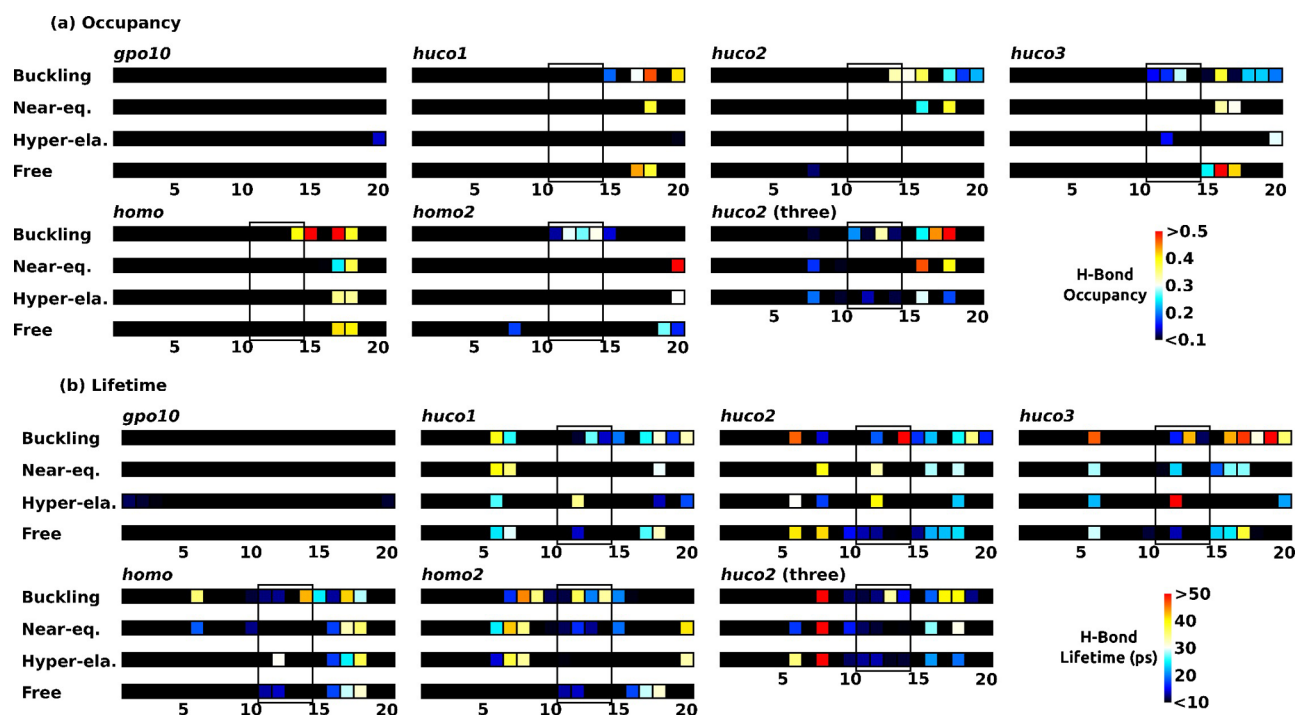 (a) Occupancy
gpo10 huco1 huco2 huco3
Buckling
Near-eq.
Hyper-ela.
Free
5 10 15 20 5 10 15 20 5 10 15 20 5 10 15 20
homo homo2 huco2 (three)
Buckling
Near-eq.
Hyper-ela.
Free
5 10 15 20 5 10 15 20 5 10 15 20
H-Bond
Occupancy
>0.5
0.4
0.3
0.2
<0.1
(b) Lifetime
gpo10 huco1 huco2 huco3
Buckling
Near-eq.
Hyper-ela.
Free
5 10 15 20 5 10 15 20 5 10 15 20 5 10 15 20
homo homo2 huco2 (three)
Buckling
Near-eq.
Hyper-ela.
Free
5 10 15 20 5 10 15 20 5 10 15 20
H-Bond
Lifetime (ps)
>50
40
30
20
<10